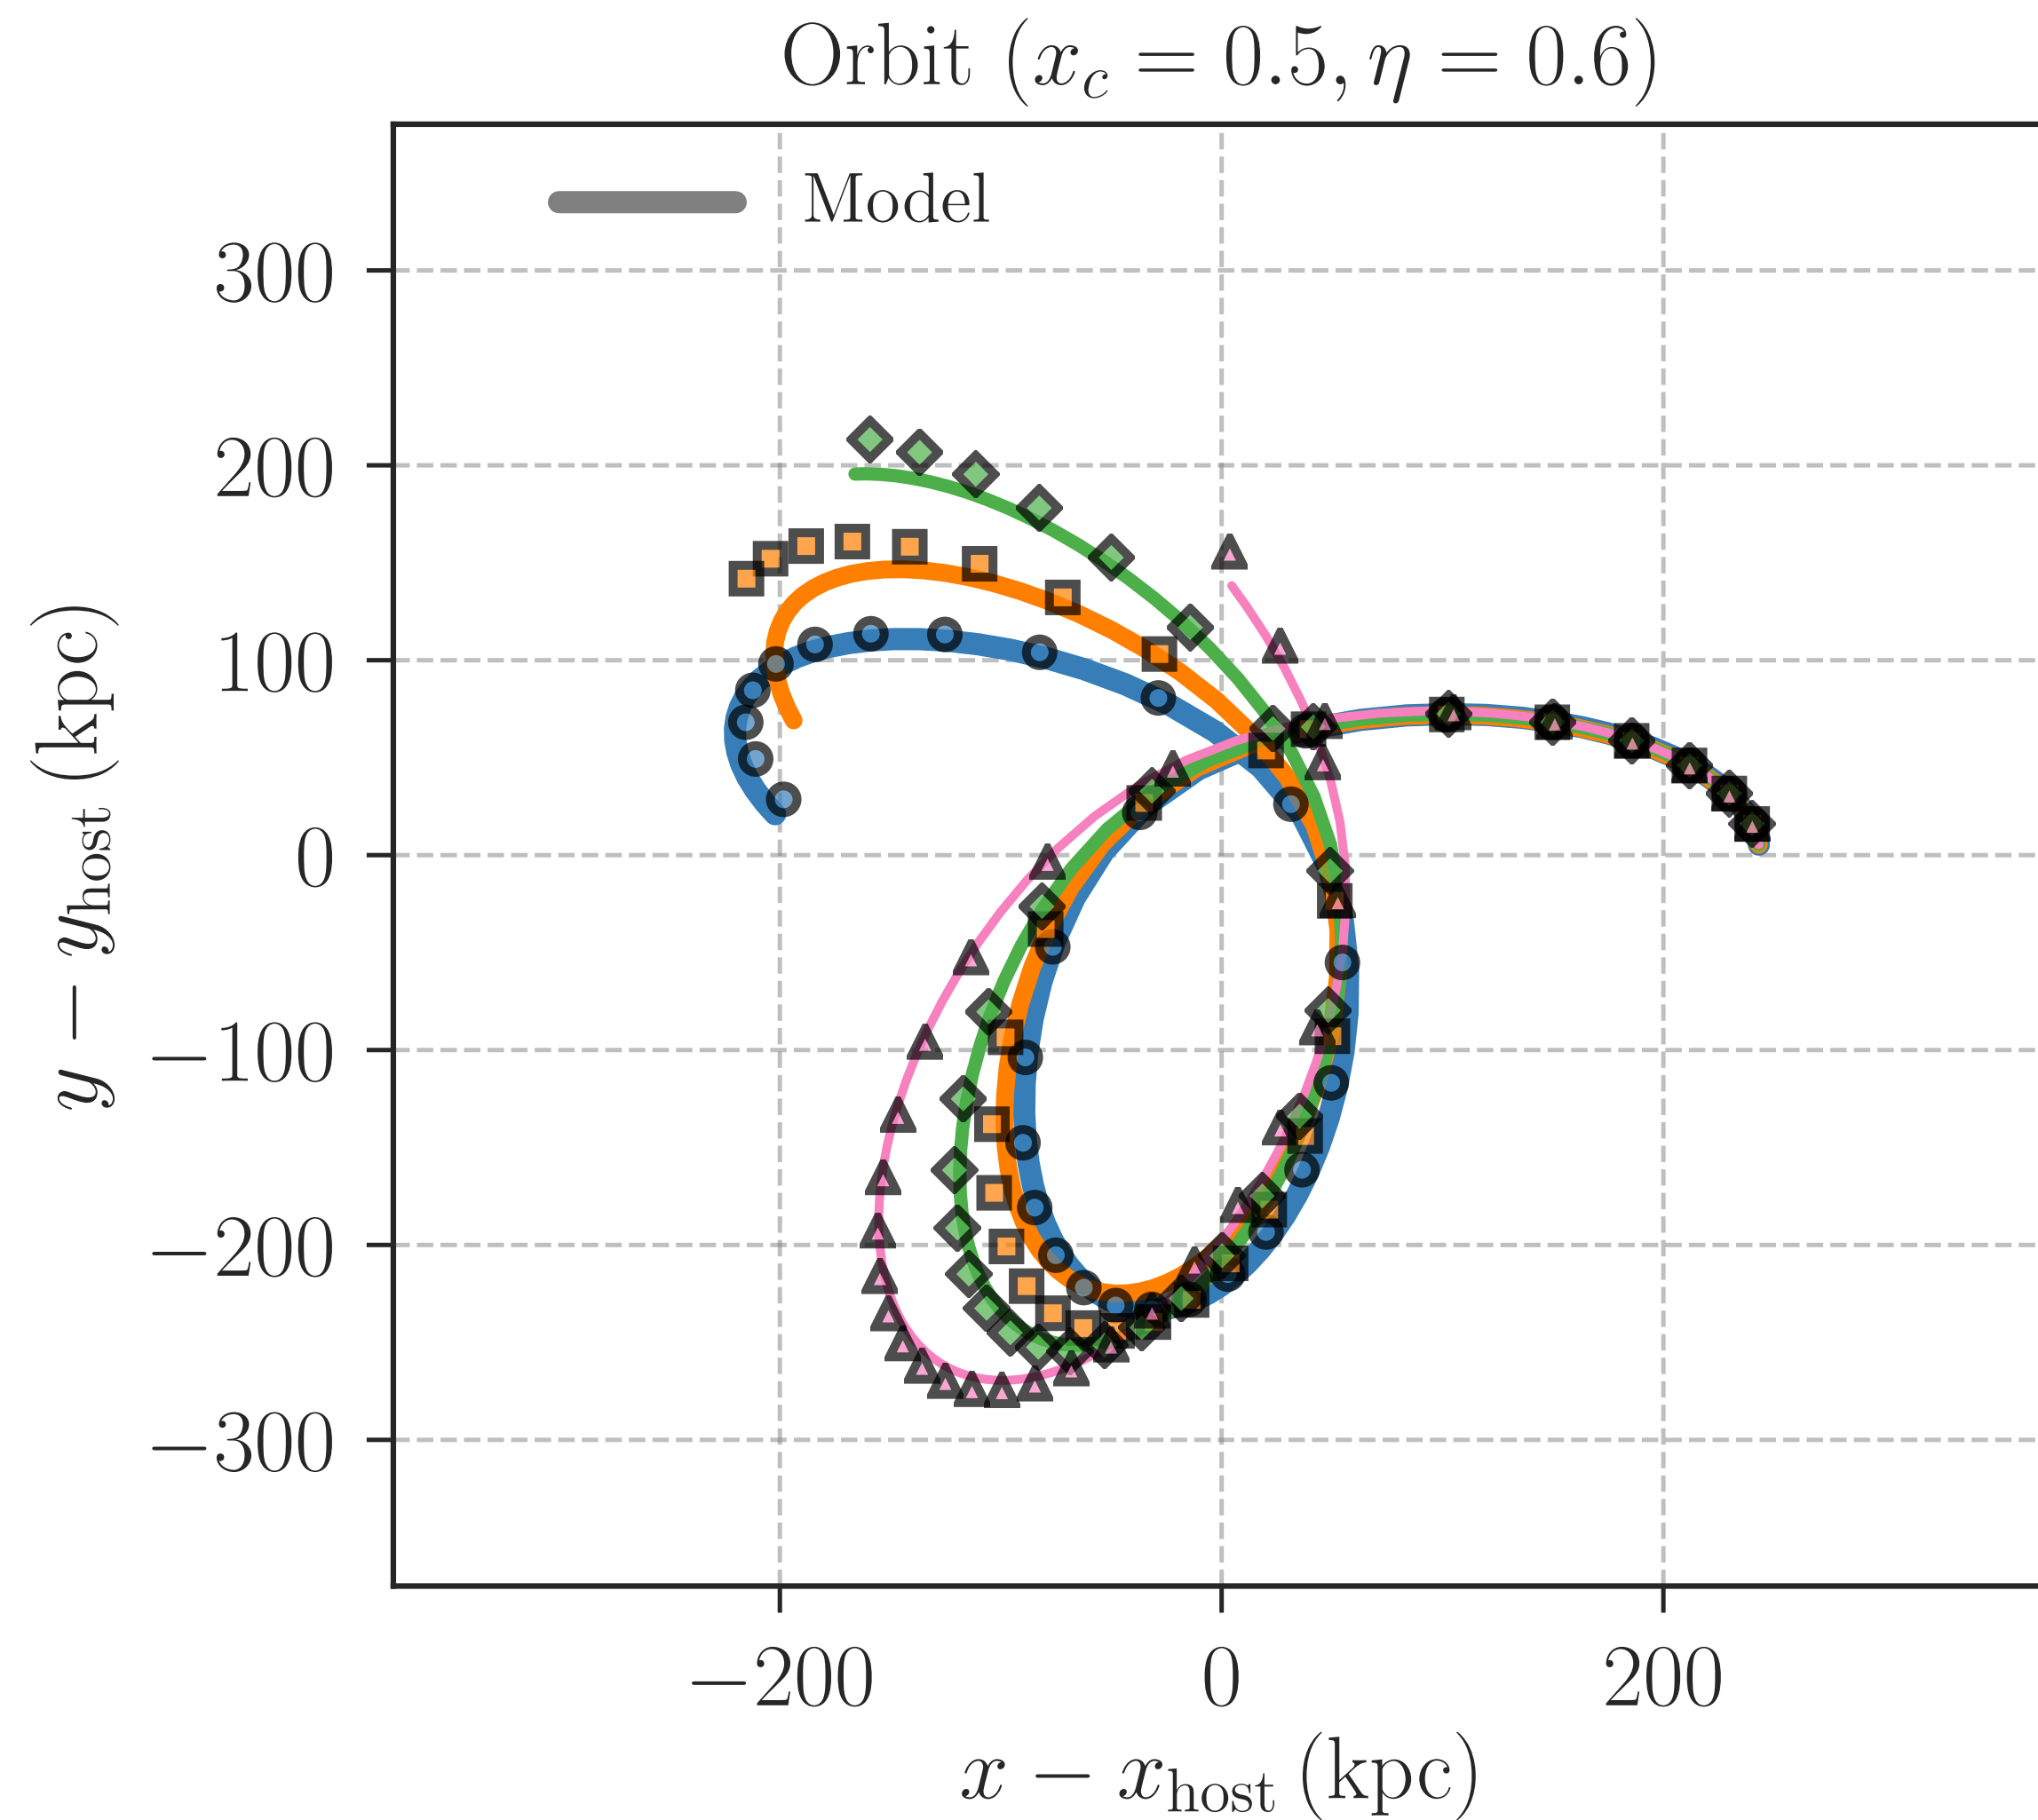 Orbit (x_c = 0.5, η = 0.6)
Model
y − y_host (kpc)
300
200
100
0
−100
−200
−300
−200 0 200
x − x_host (kpc)